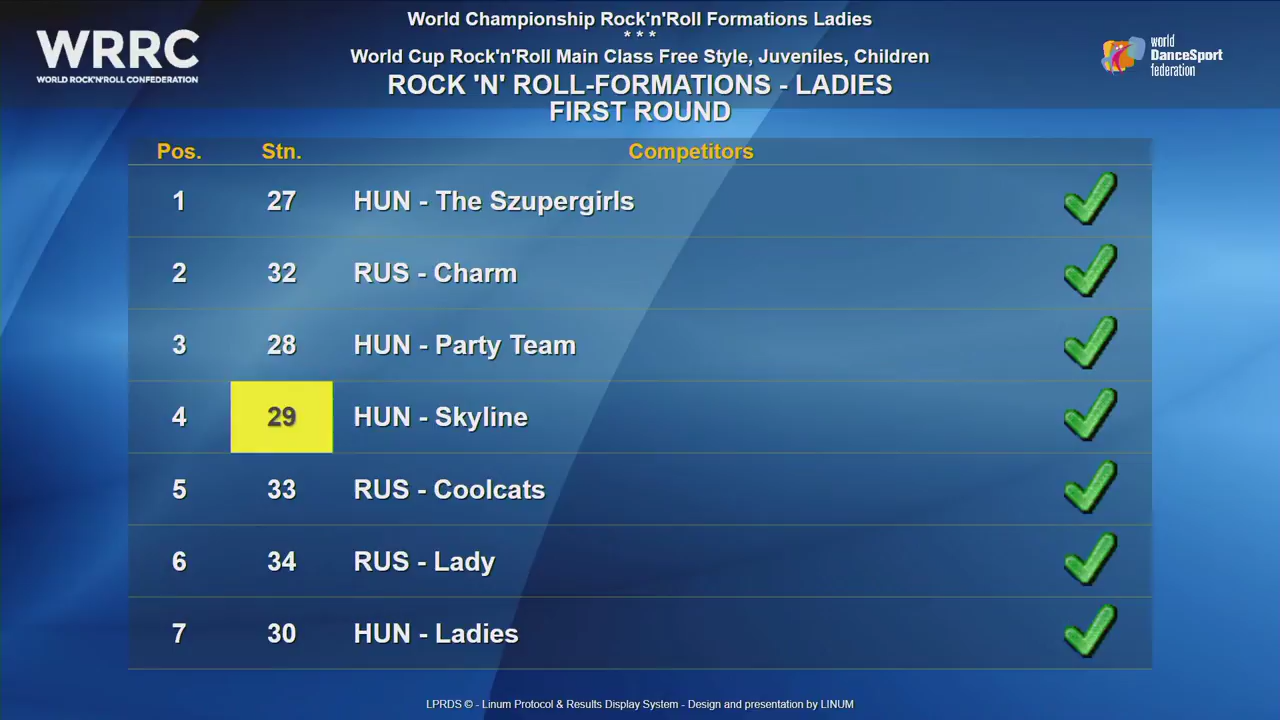 World Championship Rock'n'Roll Formations Ladies
* * *
World Cup Rock'n'Roll Main Class Free Style, Juveniles, Children
ROCK 'N' ROLL-FORMATIONS - LADIES
FIRST ROUND
WRRC
WORLD ROCK'N'ROLL CONFEDERATION
world
DanceSport
federation
Pos. Stn. Competitors
1 27 HUN - The Szupergirls
2 32 RUS - Charm
3 28 HUN - Party Team
4 29 HUN - Skyline
5 33 RUS - Coolcats
6 34 RUS - Lady
7 30 HUN - Ladies
LPRDS © - Linum Protocol & Results Display System - Design and presentation by LINUM